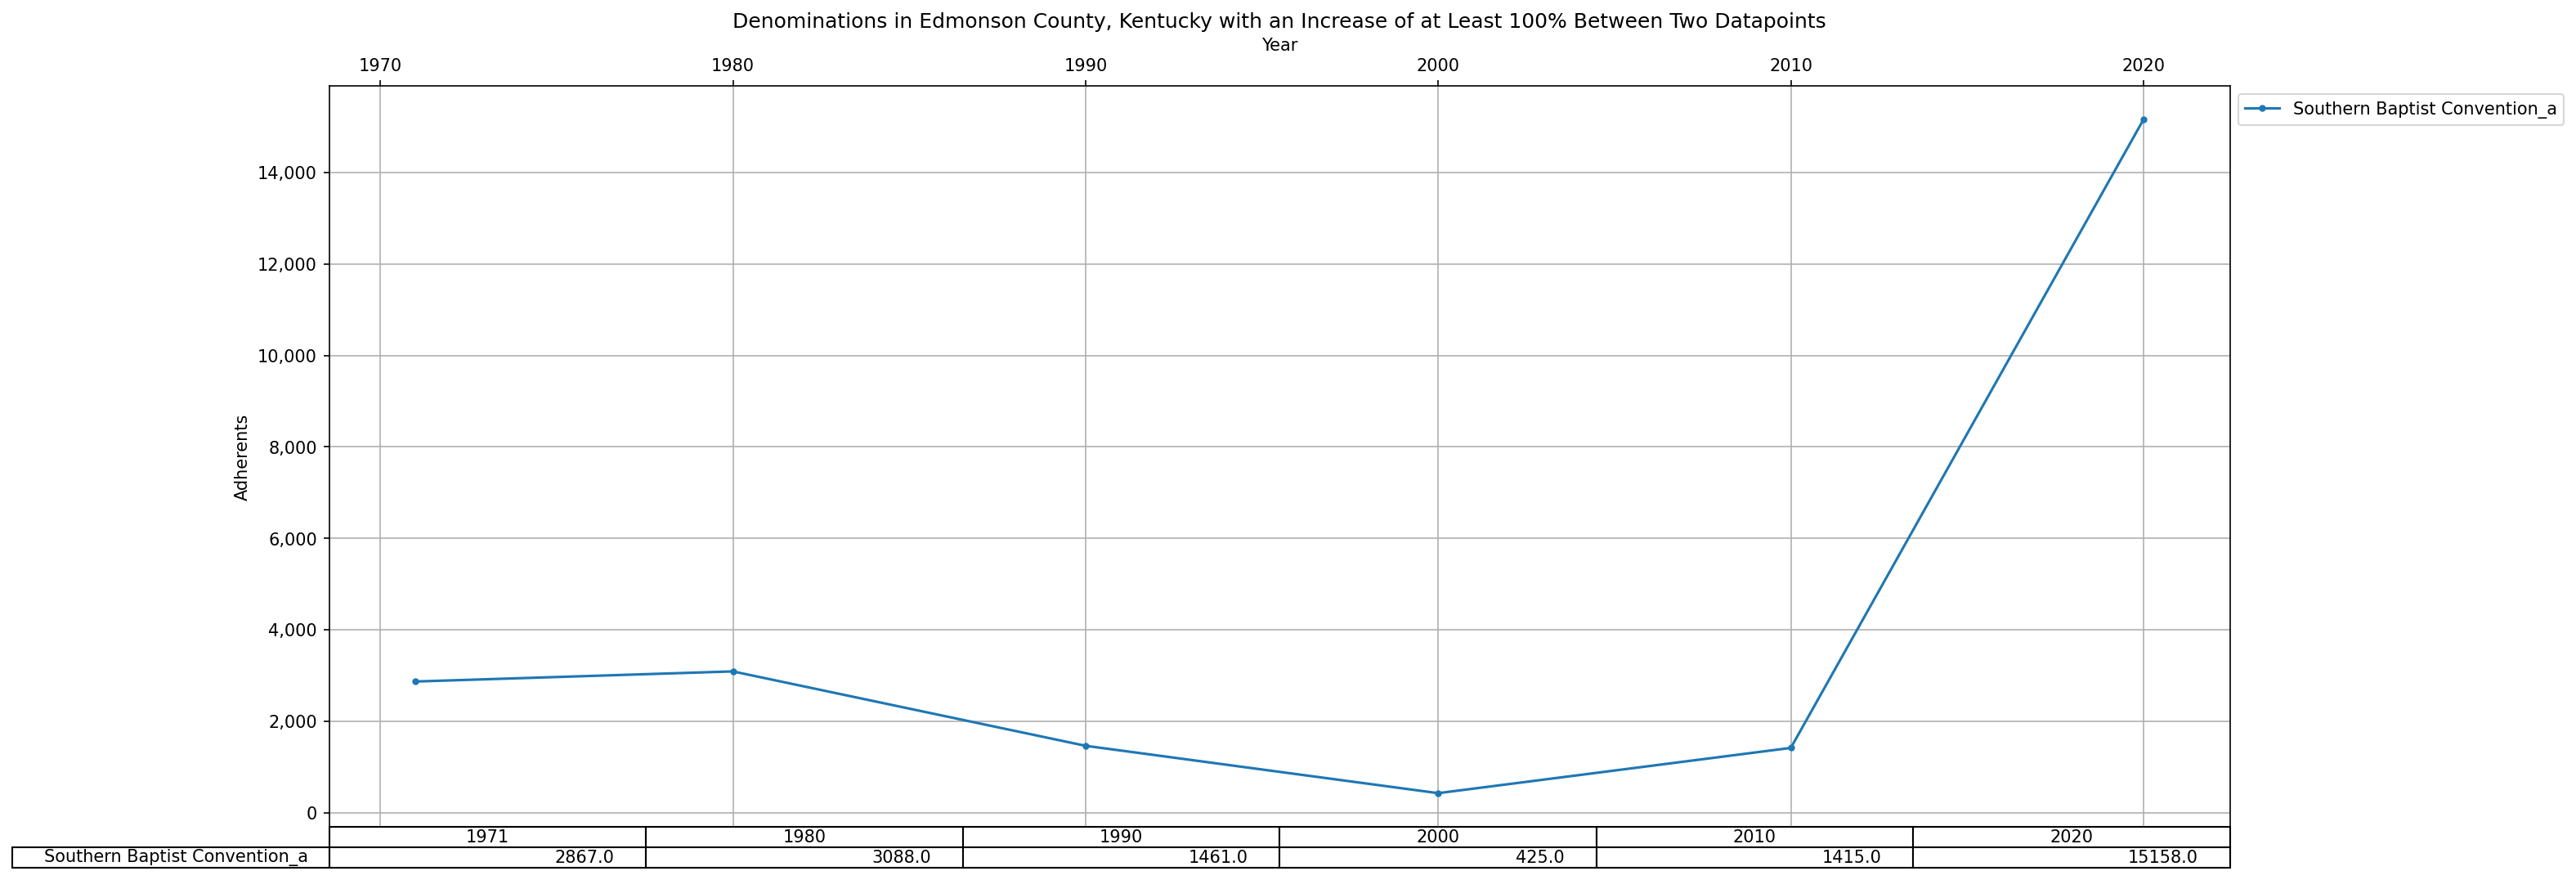 Denominations in Edmonson County, Kentucky with an Increase of at Least 100% Between Two Datapoints
Year
1970 1980 1990 2000 2010 2020
Southern Baptist Convention_a
14,000
12,000
10,000
8,000
6,000
4,000
2,000
0
Adherents
1971 1980 1990 2000 2010 2020
Southern Baptist Convention_a 2867.0 3088.0 1461.0 425.0 1415.0 15158.0